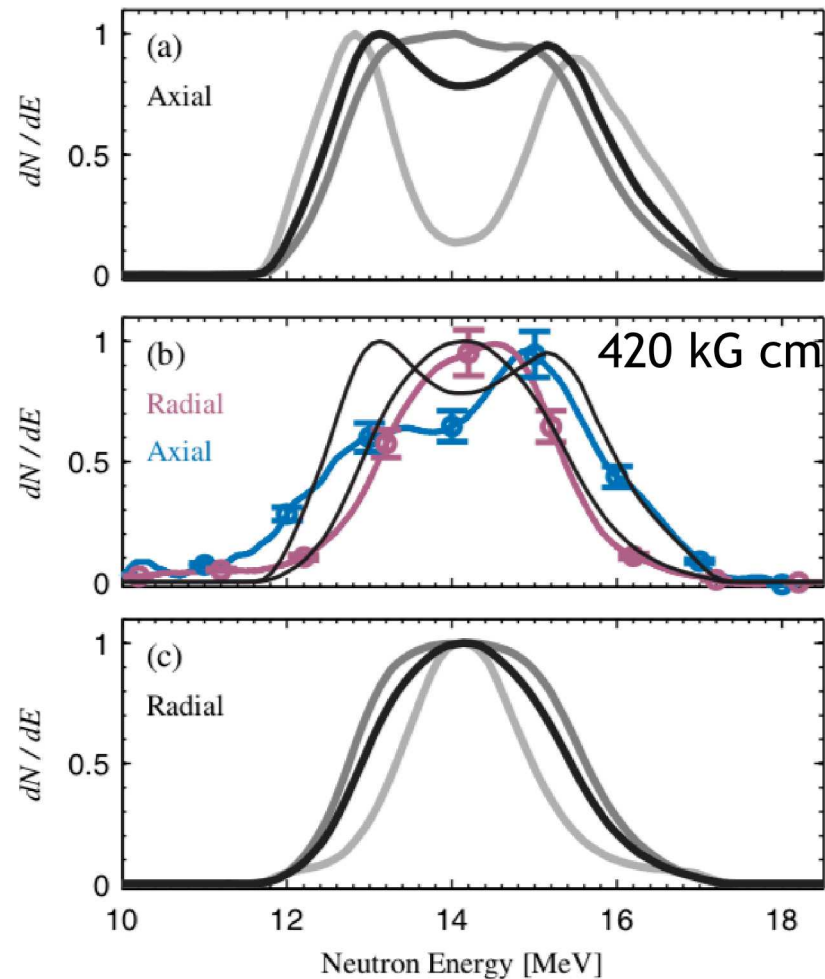 (a)
Axial
1
0.5
0
dN / dE
(b)
420 kG cm
Radial
Axial
1
0.5
0
dN / dE
(c)
Radial
1
0.5
0
dN / dE
10 12 14 16 18
Neutron Energy [MeV]